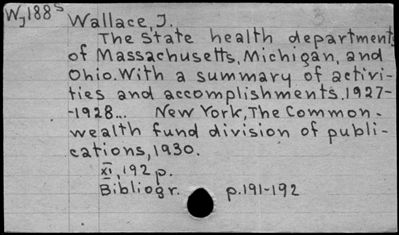 WJ188s
Wallace, J.
The State health department
of Massachusetts, Michigan, and
Ohio. With a summary of activi-
ties and accomplishments, 1927-
-1928... New York, The Common-
wealth fund division of publi-
cations, 1930.
xi, 192 p.
Bibliogr. p.191-192